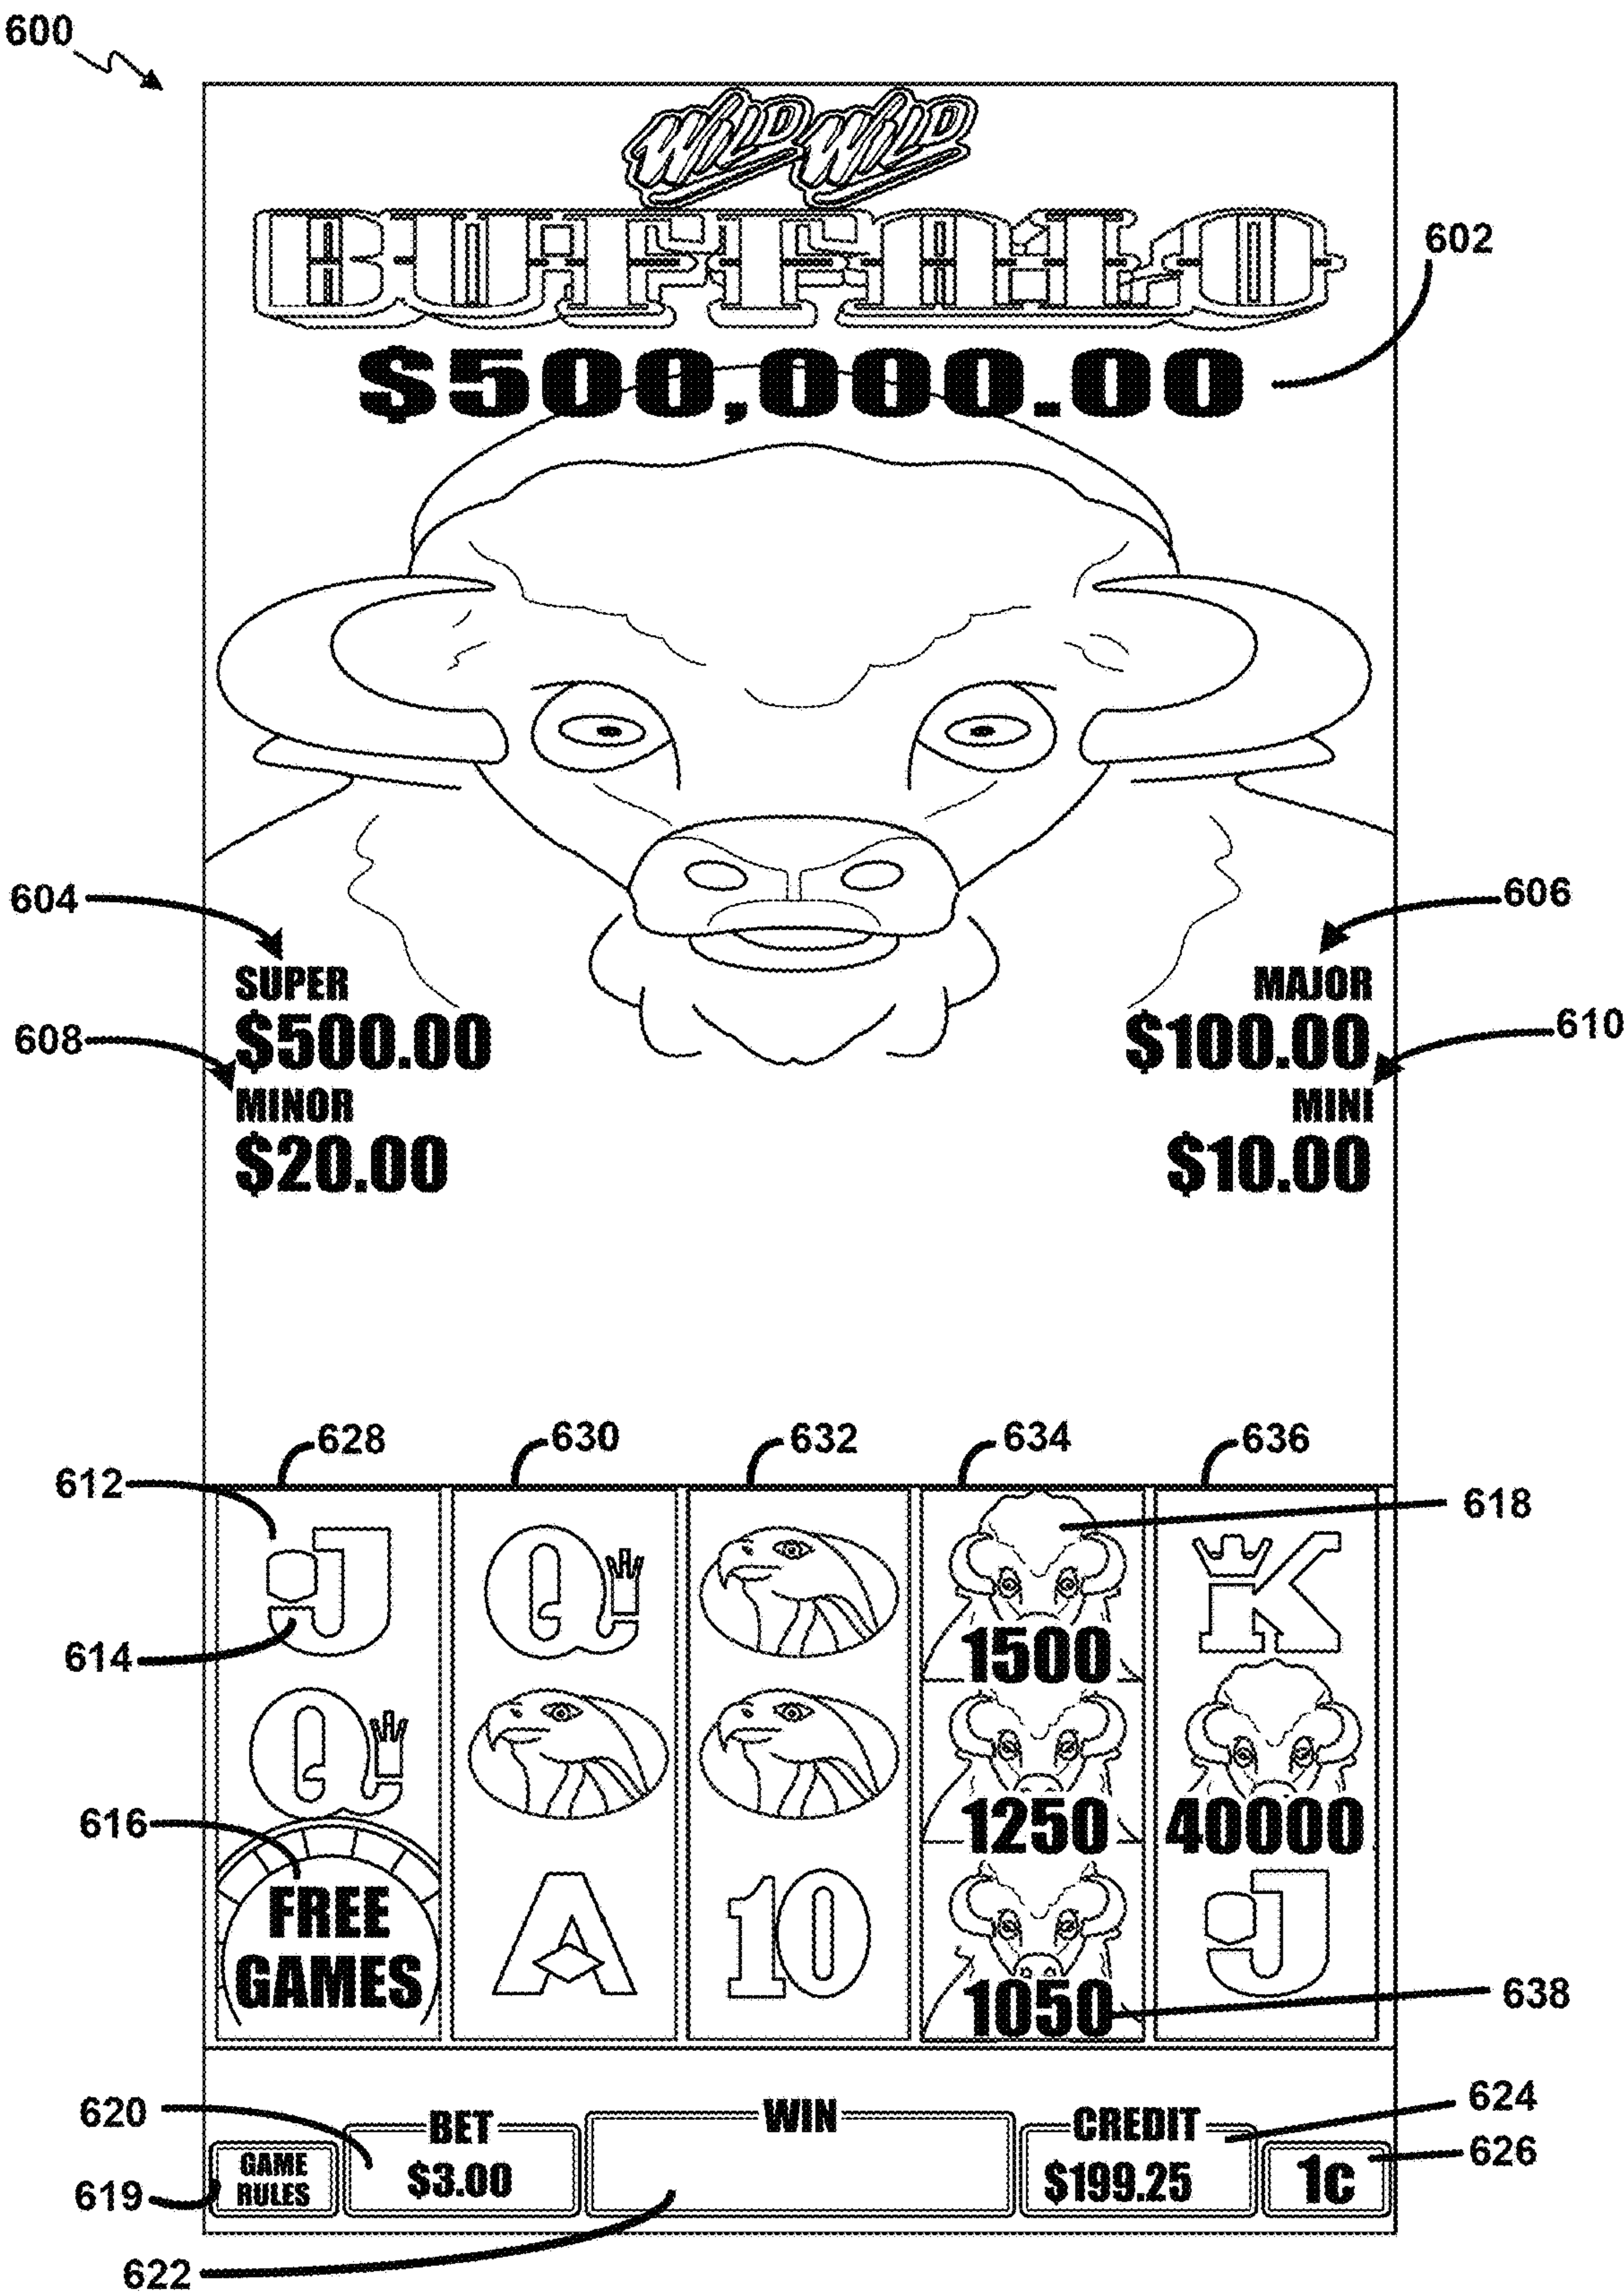 600
WILD WILD
BUFFALO
602
$500,000.00
604
606
SUPER
MAJOR
$500.00
$100.00
608
610
MINOR
MINI
$20.00
$10.00
628
630
632
634
636
612
618
J
Q
K
614
1500
Q
616
1250
40000
FREE
GAMES
A
10
J
1050
638
620
BET
WIN
CREDIT
624
$3.00
$199.25
1c
626
GAME
RULES
619
622